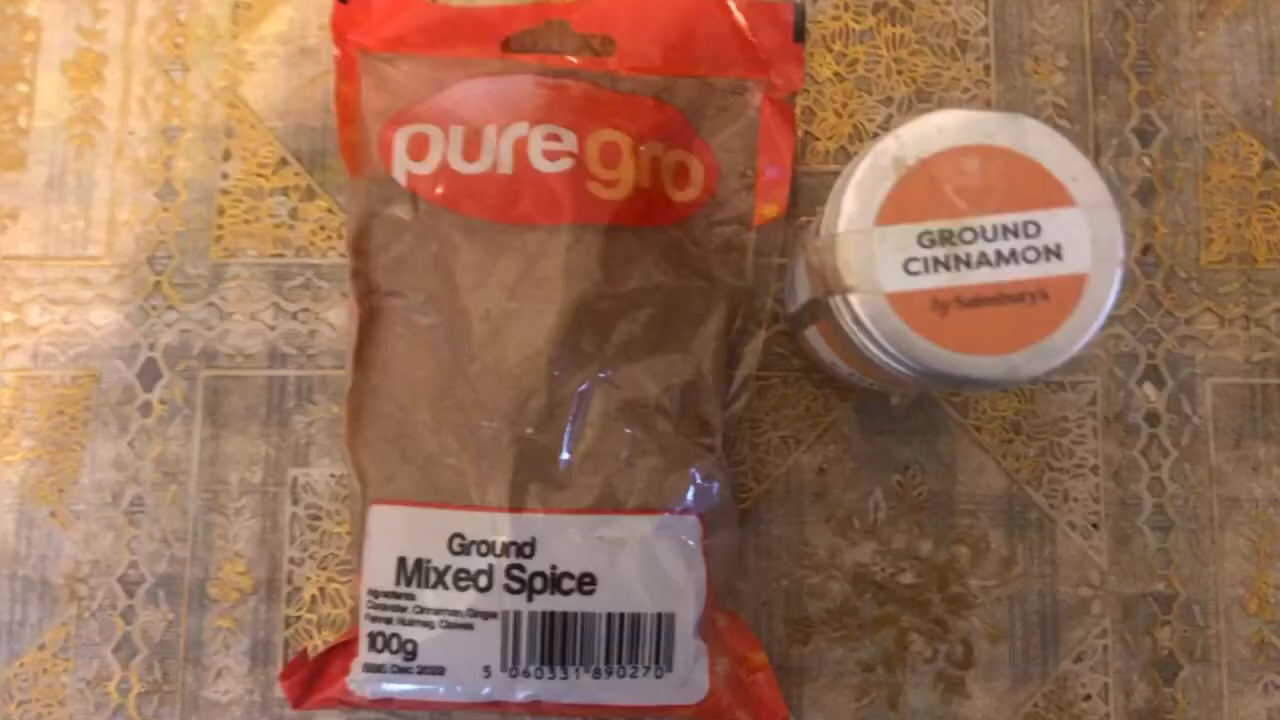 puregro
GROUND
CINNAMON
by Sainsbury's
Ground
Mixed Spice
Ingredients
Coriander, Cinnamon, Ginger
Fennel, Nutmeg, Cloves
100g
5 060331 890270